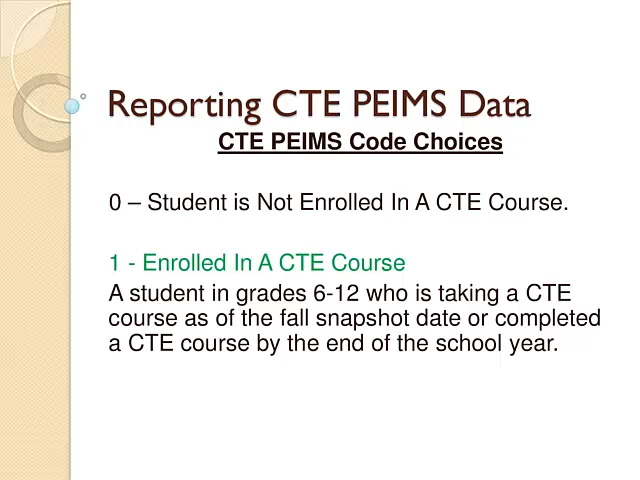 Reporting CTE PEIMS Data
CTE PEIMS Code Choices
0 – Student is Not Enrolled In A CTE Course.
1 - Enrolled In A CTE Course
A student in grades 6-12 who is taking a CTE
course as of the fall snapshot date or completed
a CTE course by the end of the school year.